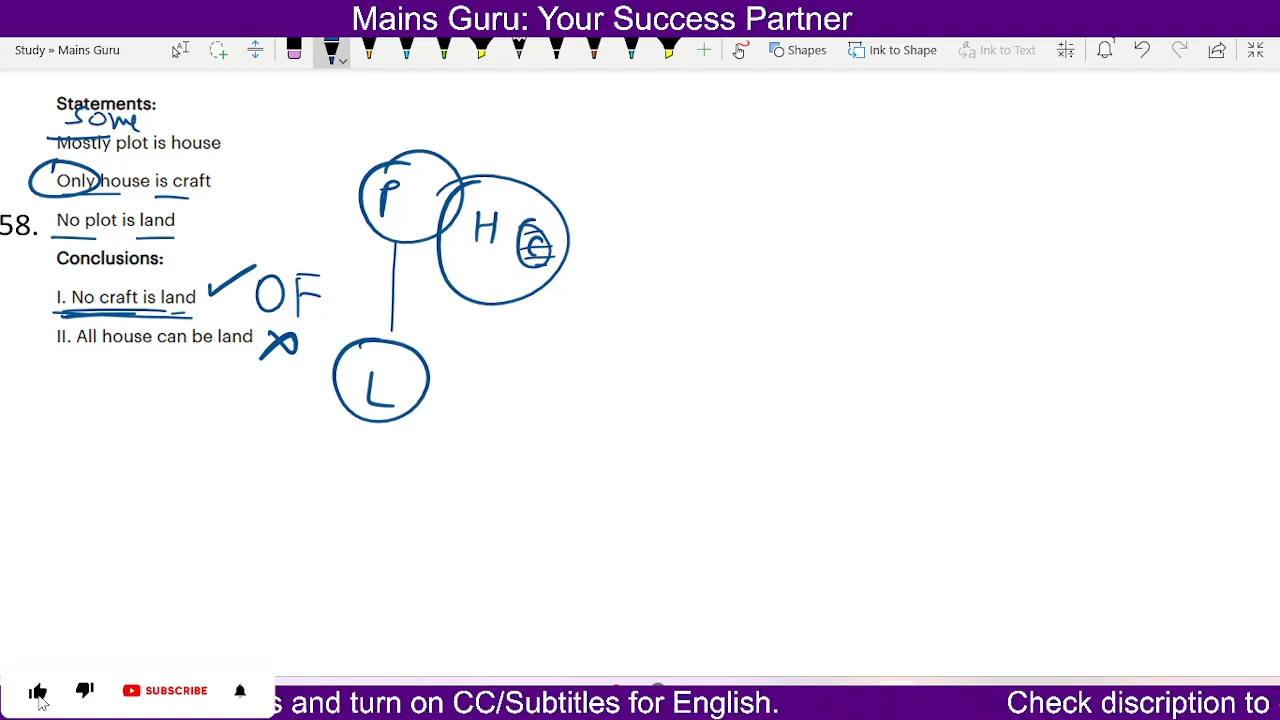 Mains Guru: Your Success Partner
Study » Mains Guru
Shapes
Ink to Shape
Ink to Text
Statements:
some
Mostly plot is house
Only house is craft
58.
No plot is land
Conclusions:
I. No craft is land
OF
II. All house can be land
P
H
C
L
SUBSCRIBE
s and turn on CC/Subtitles for English.
Check discription to